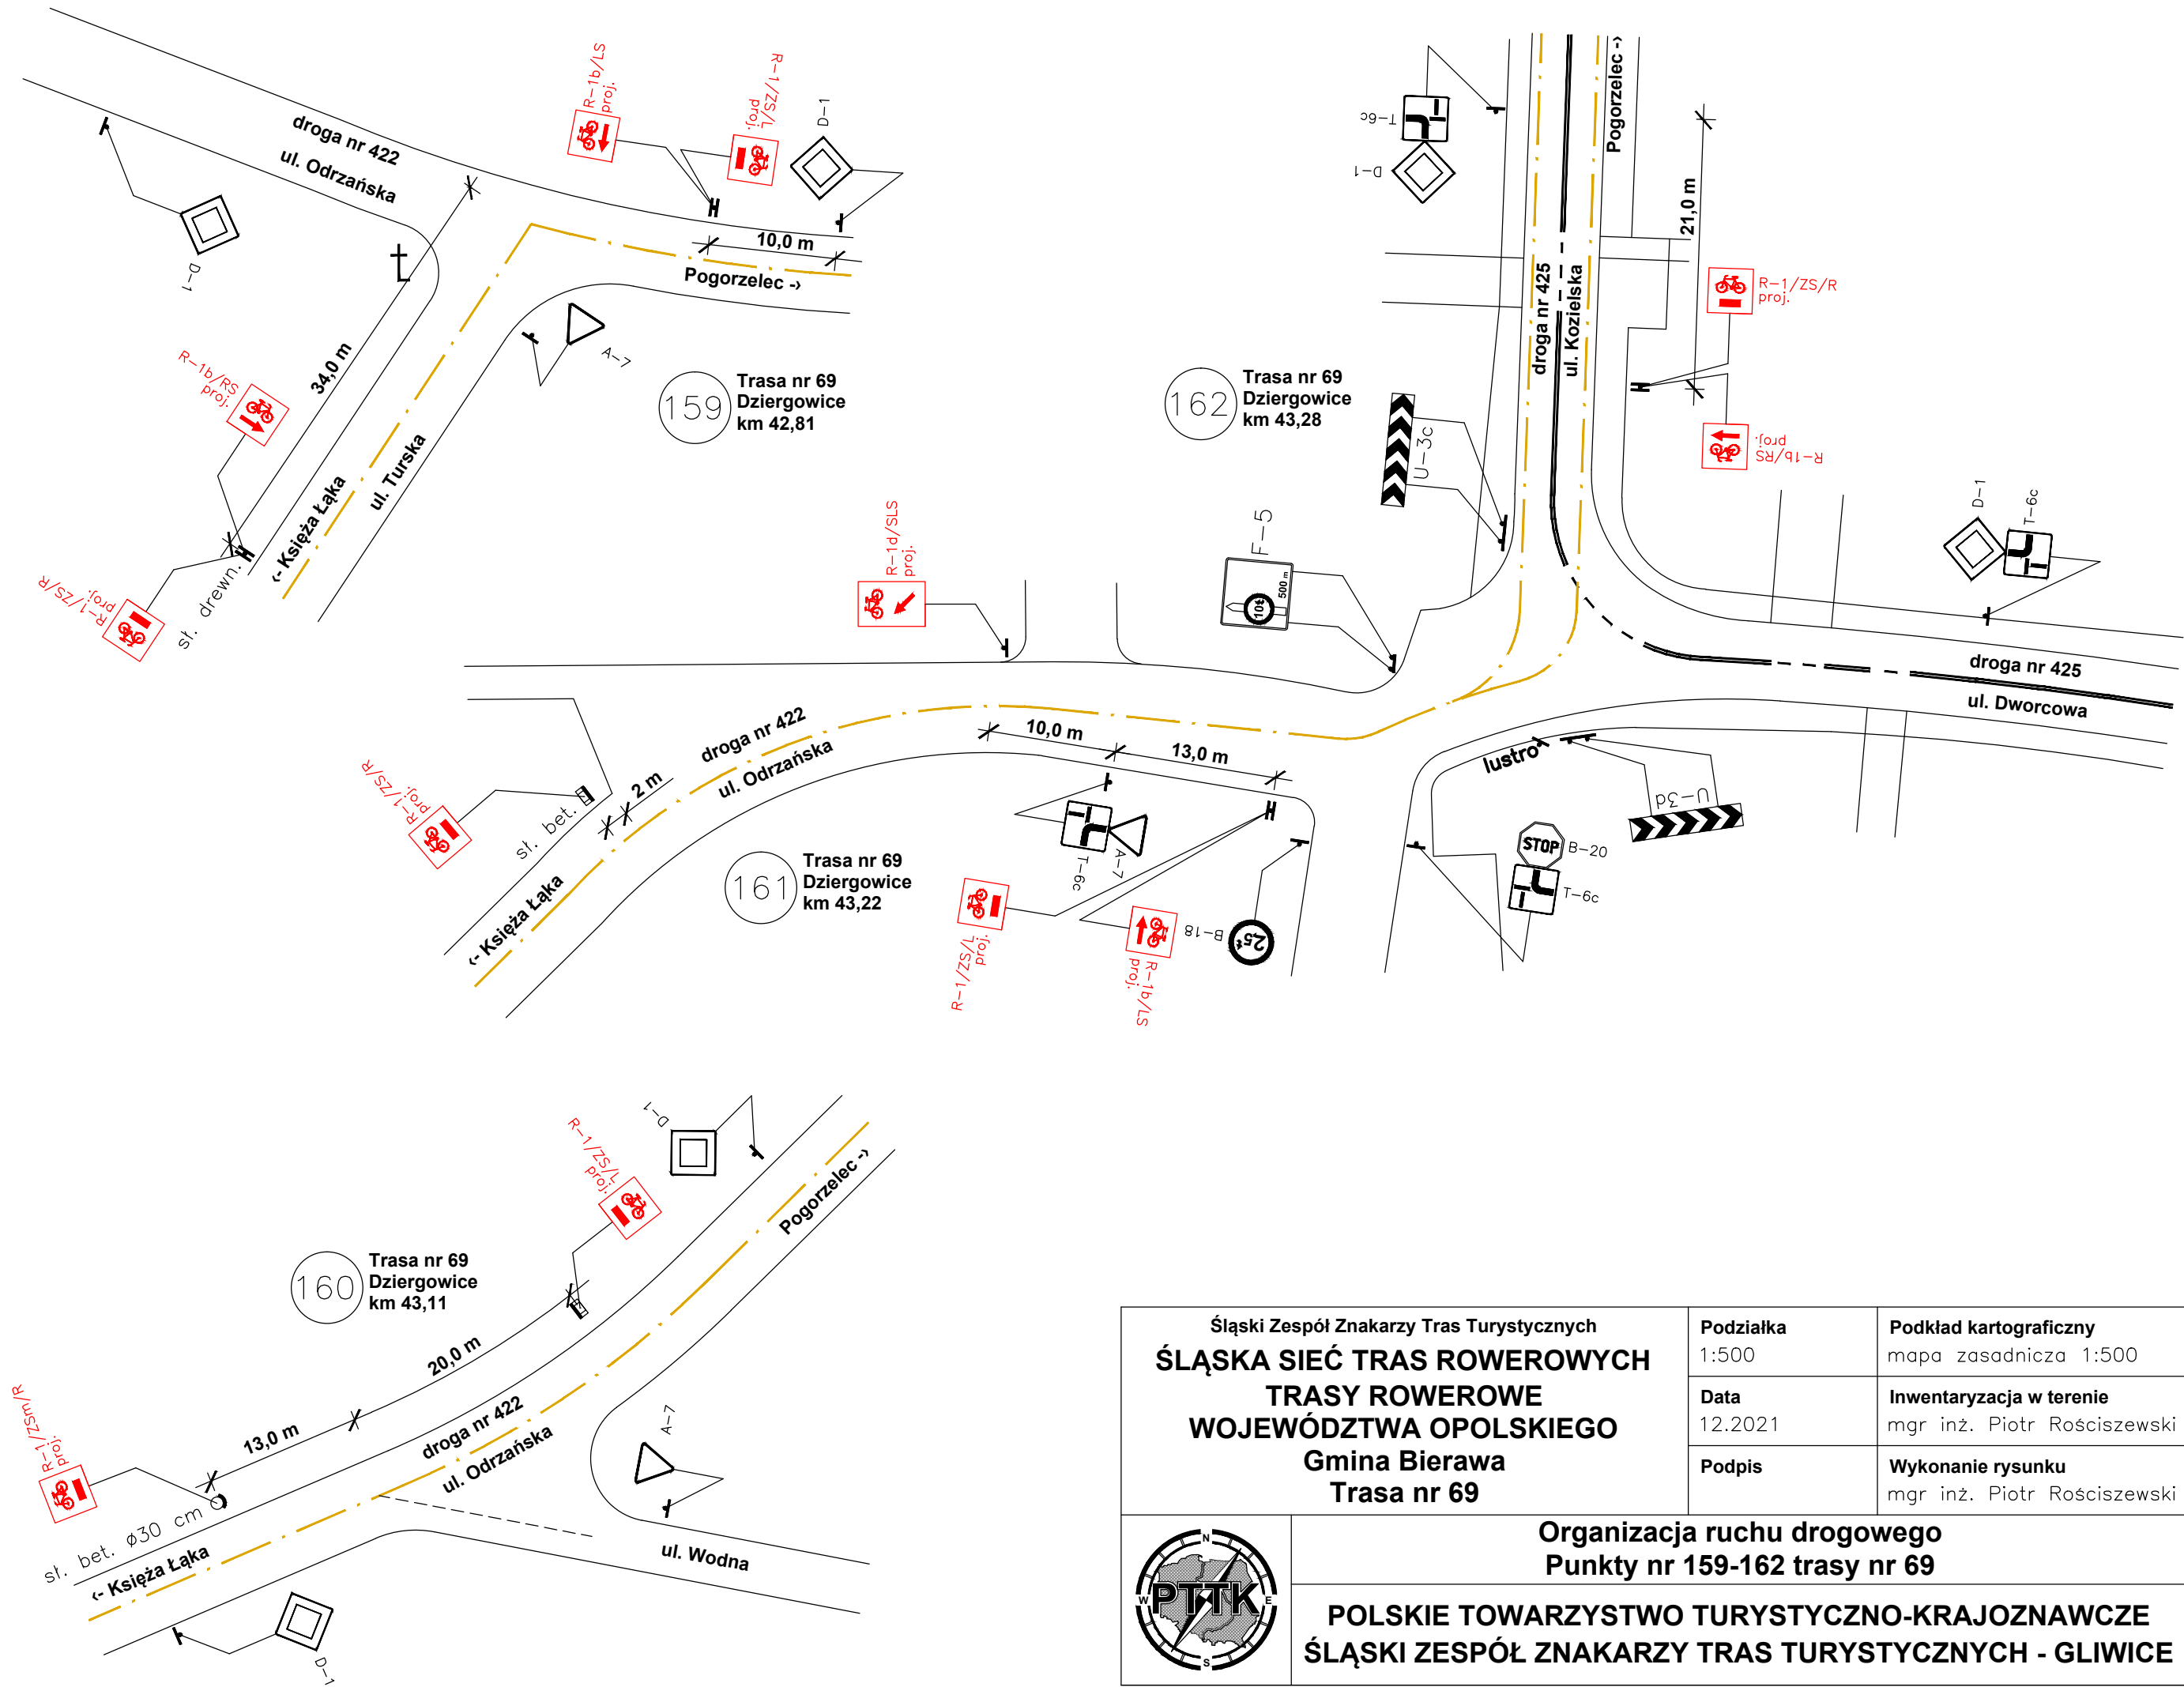 droga nr 422
ul. Odrzańska
D-1
R-1b/LS
proj.
R-1/ZS/L
proj.
D-1
10,0 m
Pogorzelec ->
A-7
34,0 m
R-1b/RS
proj.
R-1/ZS/R
proj.
sł. drewn.
<- Księża Łąka
ul. Turska
159
Trasa nr 69
Dziergowice
km 42,81
162
Trasa nr 69
Dziergowice
km 43,28
T-6c
D-1
Pogorzelec ->
21,0 m
droga nr 425
ul. Kozielska
R-1/ZS/R
proj.
R-1b/RS
proj.
U-3c
F-5
10t
500 m
R-1d/SLS
proj.
D-1
T-6c
droga nr 425
ul. Dworcowa
droga nr 422
ul. Odrzańska
10,0 m
13,0 m
2 m
R-1/ZS/R
proj.
sł. bet.
<- Księża Łąka
161
Trasa nr 69
Dziergowice
km 43,22
T-6c
A-7
R-1/ZS/L
proj.
R-1b/LS
proj.
B-18
2,5t
lustro
U-3d
STOP
B-20
T-6c
D-1
R-1/ZS/L
proj.
Pogorzelec ->
160
Trasa nr 69
Dziergowice
km 43,11
20,0 m
13,0 m
droga nr 422
ul. Odrzańska
R-1/ZSm/R
proj.
sł. bet. ø30 cm
<- Księża Łąka
A-7
ul. Wodna
D-1
Śląski Zespół Znakarzy Tras Turystycznych
ŚLĄSKA SIEĆ TRAS ROWEROWYCH
TRASY ROWEROWE
WOJEWÓDZTWA OPOLSKIEGO
Gmina Bierawa
Trasa nr 69
Podziałka
1:500
Podkład kartograficzny
mapa zasadnicza 1:500
Data
12.2021
Inwentaryzacja w terenie
mgr inż. Piotr Rościszewski
Podpis
Wykonanie rysunku
mgr inż. Piotr Rościszewski
N
W
E
S
PTTK
Organizacja ruchu drogowego
Punkty nr 159-162 trasy nr 69
POLSKIE TOWARZYSTWO TURYSTYCZNO-KRAJOZNAWCZE
ŚLĄSKI ZESPÓŁ ZNAKARZY TRAS TURYSTYCZNYCH - GLIWICE